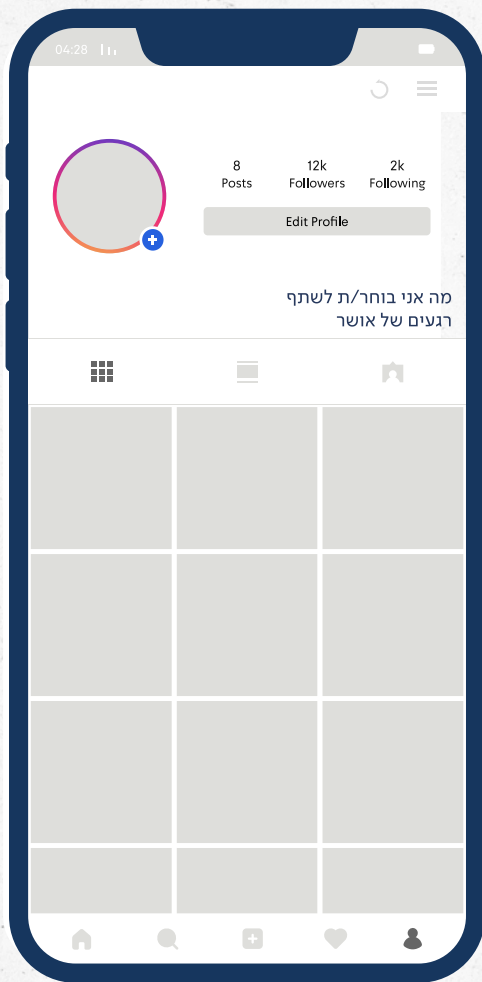 04:28
8 12k 2k
Posts Followers Following
Edit Profile
מה אני בוחר/ת לשתף
רגעים של אושר